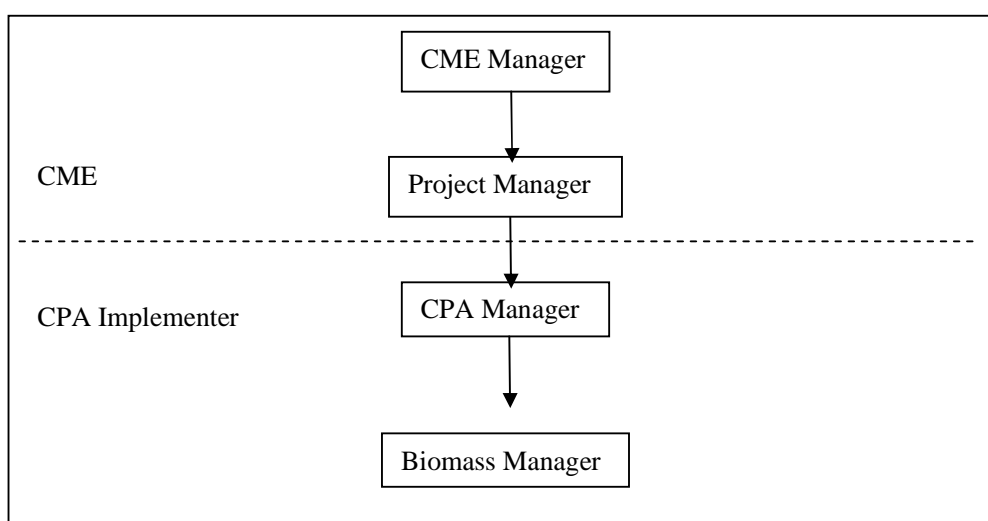 CME Manager
CME
Project Manager
CPA Implementer
CPA Manager
Biomass Manager